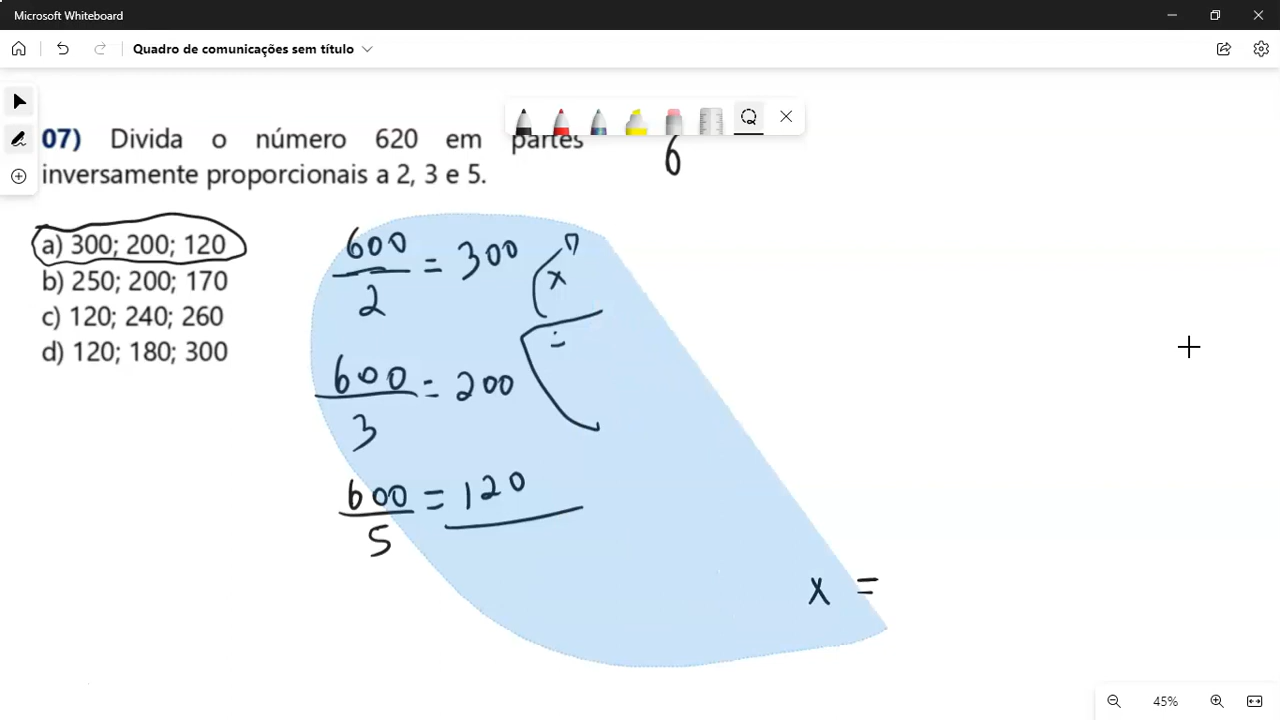 Microsoft Whiteboard
Quadro de comunicações sem título
07) Divida o número 620 em partes
inversamente proporcionais a 2, 3 e 5.
6
a) 300; 200; 120
b) 250; 200; 170
c) 120; 240; 260
d) 120; 180; 300
600
2
= 300
x
÷
600
3
= 200
600
5
= 120
x =
45%